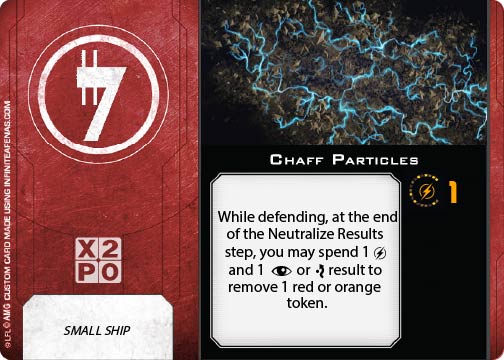 7
X2
PO
SMALL SHIP
9 LFL © AMG CUSTOM CARD MADE USING INFINITEARENAS.COM
CHAFF PARTICLES
1
While defending, at the end
of the Neutralize Results
step, you may spend 1
and 1 or result to
remove 1 red or orange
token.